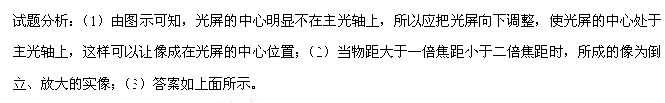 试题分析：（1）由图示可知，光屏的中心明显不在主光轴上，所以应把光屏向下调整，使光屏的中心处于
主光轴上，这样可以让像成在光屏的中心位置；（2）当物距大于一倍焦距小于二倍焦距时，所成的像为倒
立、放大的实像；（3）答案如上面所示。